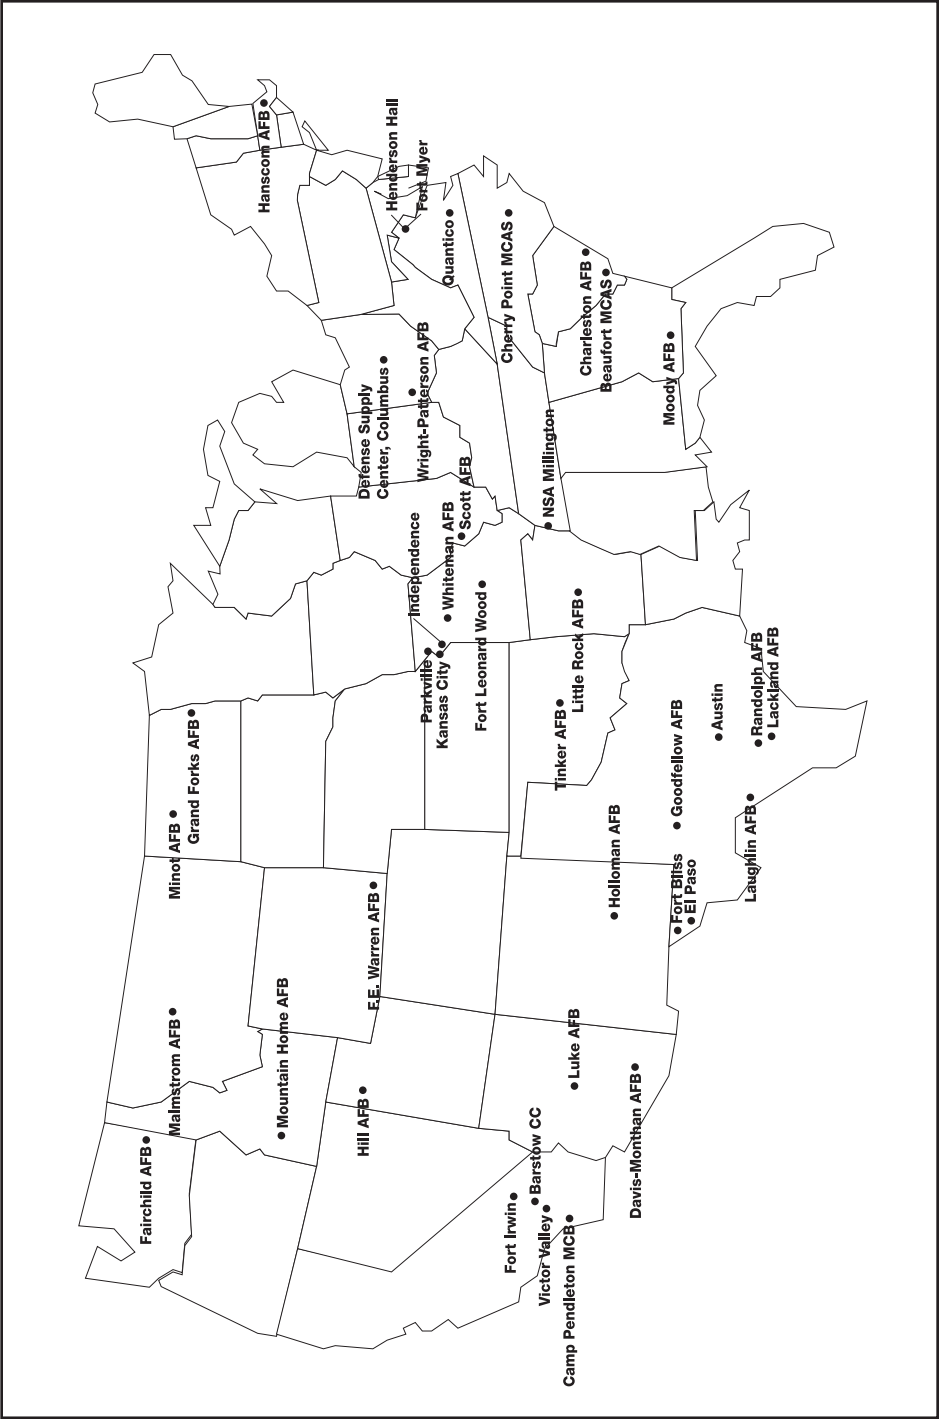 Fairchild AFB
Malmstrom AFB
Minot AFB
Grand Forks AFB
Hanscom AFB
Mountain Home AFB
Hill AFB
F.E. Warren AFB
Defense Supply
Center, Columbus
Wright-Patterson AFB
Henderson Hall
Fort Myer
Quantico
Independence
Parkville
Kansas City
Whiteman AFB
Scott AFB
Fort Leonard Wood
Cherry Point MCAS
Fort Irwin
Barstow CC
Victor Valley
Camp Pendleton MCB
Luke AFB
Davis-Monthan AFB
Tinker AFB
Little Rock AFB
NSA Millington
Charleston AFB
Beaufort MCAS
Moody AFB
Holloman AFB
Fort Bliss
El Paso
Goodfellow AFB
Austin
Laughlin AFB
Randolph AFB
Lackland AFB